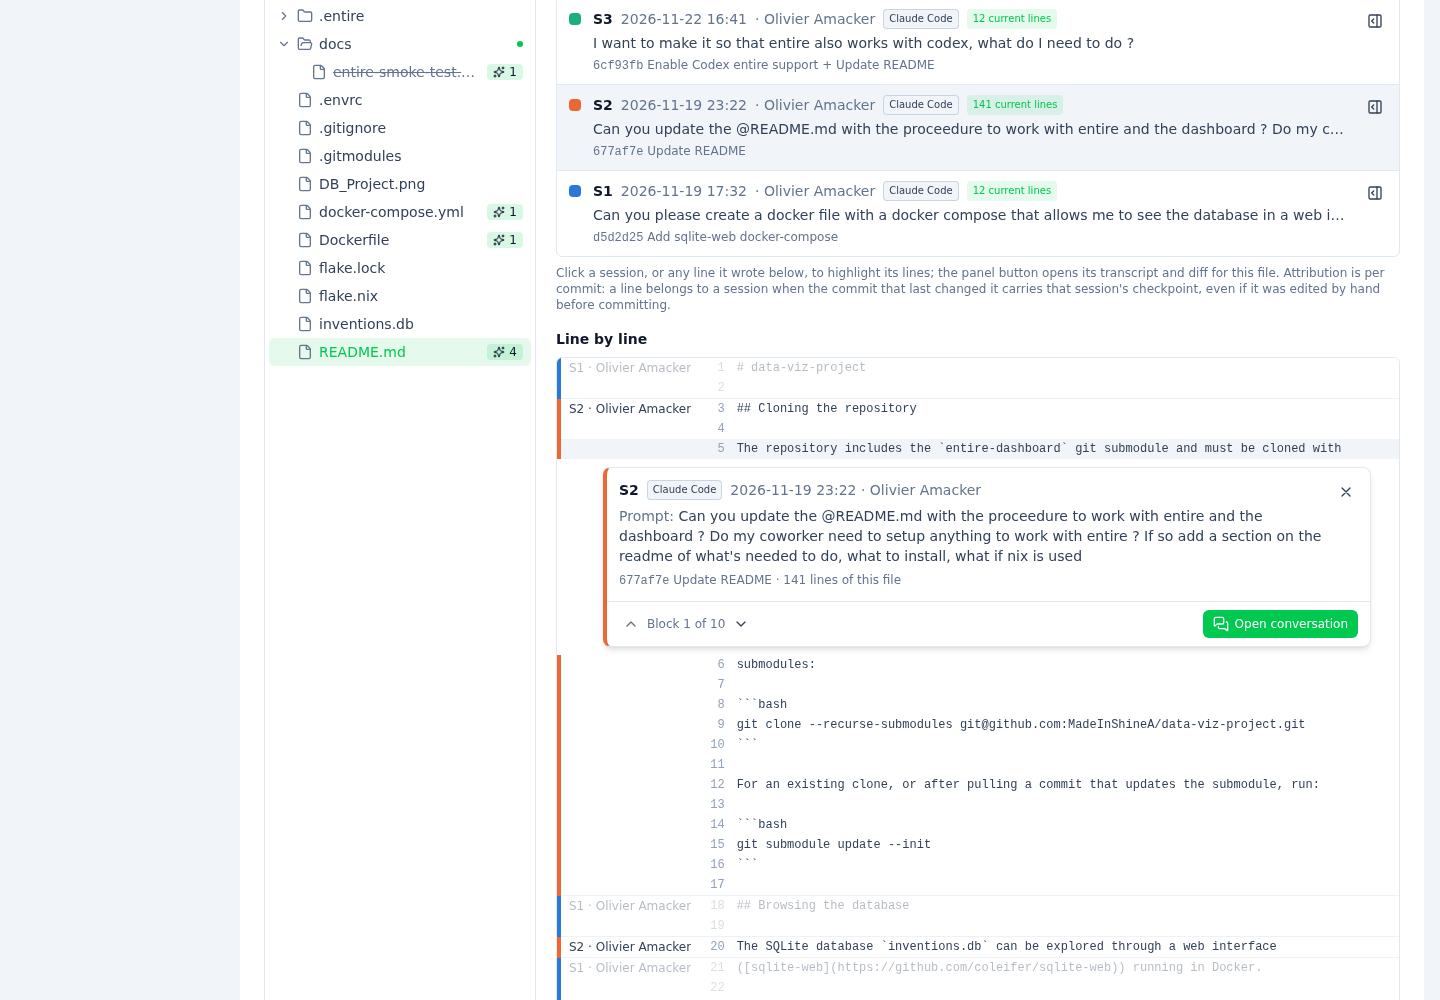 .entire
docs
entire-smoke-test.… 1
.envrc
.gitignore
.gitmodules
DB_Project.png
docker-compose.yml 1
Dockerfile 1
flake.lock
flake.nix
inventions.db
README.md 4
S3 2026-11-22 16:41 · Olivier Amacker Claude Code 12 current lines
I want to make it so that entire also works with codex, what do I need to do ?
6cf93fb Enable Codex entire support + Update README
S2 2026-11-19 23:22 · Olivier Amacker Claude Code 141 current lines
Can you update the @README.md with the proceedure to work with entire and the dashboard ? Do my c…
677af7e Update README
S1 2026-11-19 17:32 · Olivier Amacker Claude Code 12 current lines
Can you please create a docker file with a docker compose that allows me to see the database in a web i…
d5d2d25 Add sqlite-web docker-compose
Click a session, or any line it wrote below, to highlight its lines; the panel button opens its transcript and diff for this file. Attribution is per
commit: a line belongs to a session when the commit that last changed it carries that session's checkpoint, even if it was edited by hand
before committing.
Line by line
S1 · Olivier Amacker 1 # data-viz-project
2
S2 · Olivier Amacker 3 ## Cloning the repository
4
5 The repository includes the `entire-dashboard` git submodule and must be cloned with
S2 Claude Code 2026-11-19 23:22 · Olivier Amacker
Prompt: Can you update the @README.md with the proceedure to work with entire and the
dashboard ? Do my coworker need to setup anything to work with entire ? If so add a section on the
readme of what's needed to do, what to install, what if nix is used
677af7e Update README · 141 lines of this file
Block 1 of 10 Open conversation
6 submodules:
7
8 ```bash
9 git clone --recurse-submodules git@github.com:MadeInShineA/data-viz-project.git
10 ```
11
12 For an existing clone, or after pulling a commit that updates the submodule, run:
13
14 ```bash
15 git submodule update --init
16 ```
17
S1 · Olivier Amacker 18 ## Browsing the database
19
S2 · Olivier Amacker 20 The SQLite database `inventions.db` can be explored through a web interface
S1 · Olivier Amacker 21 ([sqlite-web](https://github.com/coleifer/sqlite-web)) running in Docker.
22